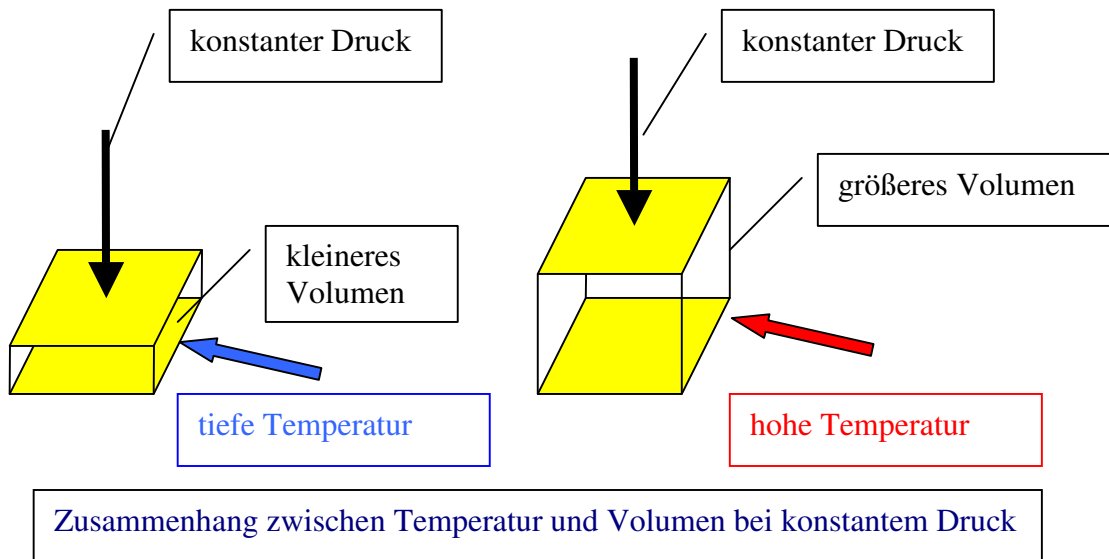 konstanter Druck
konstanter Druck
größeres Volumen
kleineres
Volumen
tiefe Temperatur
hohe Temperatur
Zusammenhang zwischen Temperatur und Volumen bei konstantem Druck